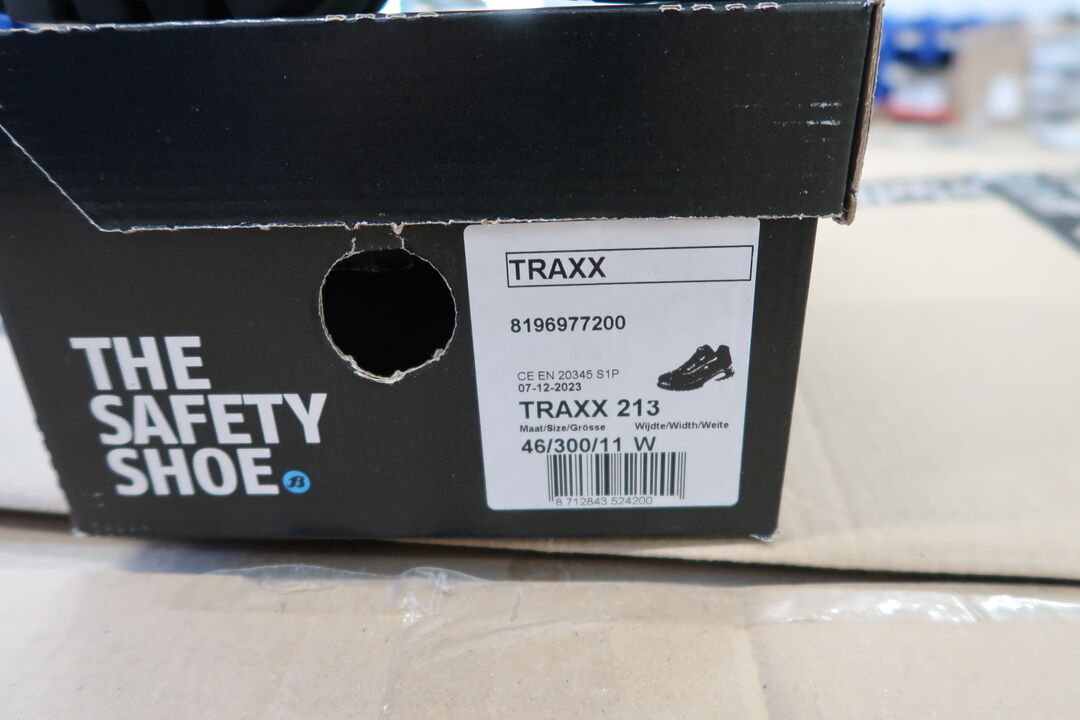 TRAXX
8196977200
CE EN 20345 S1P
07-12-2023
TRAXX 213
Maat/Size/Grösse Wijdte/Width/Weite
46/300/11 W
8 712843 524200
THE
SAFETY
SHOE
B